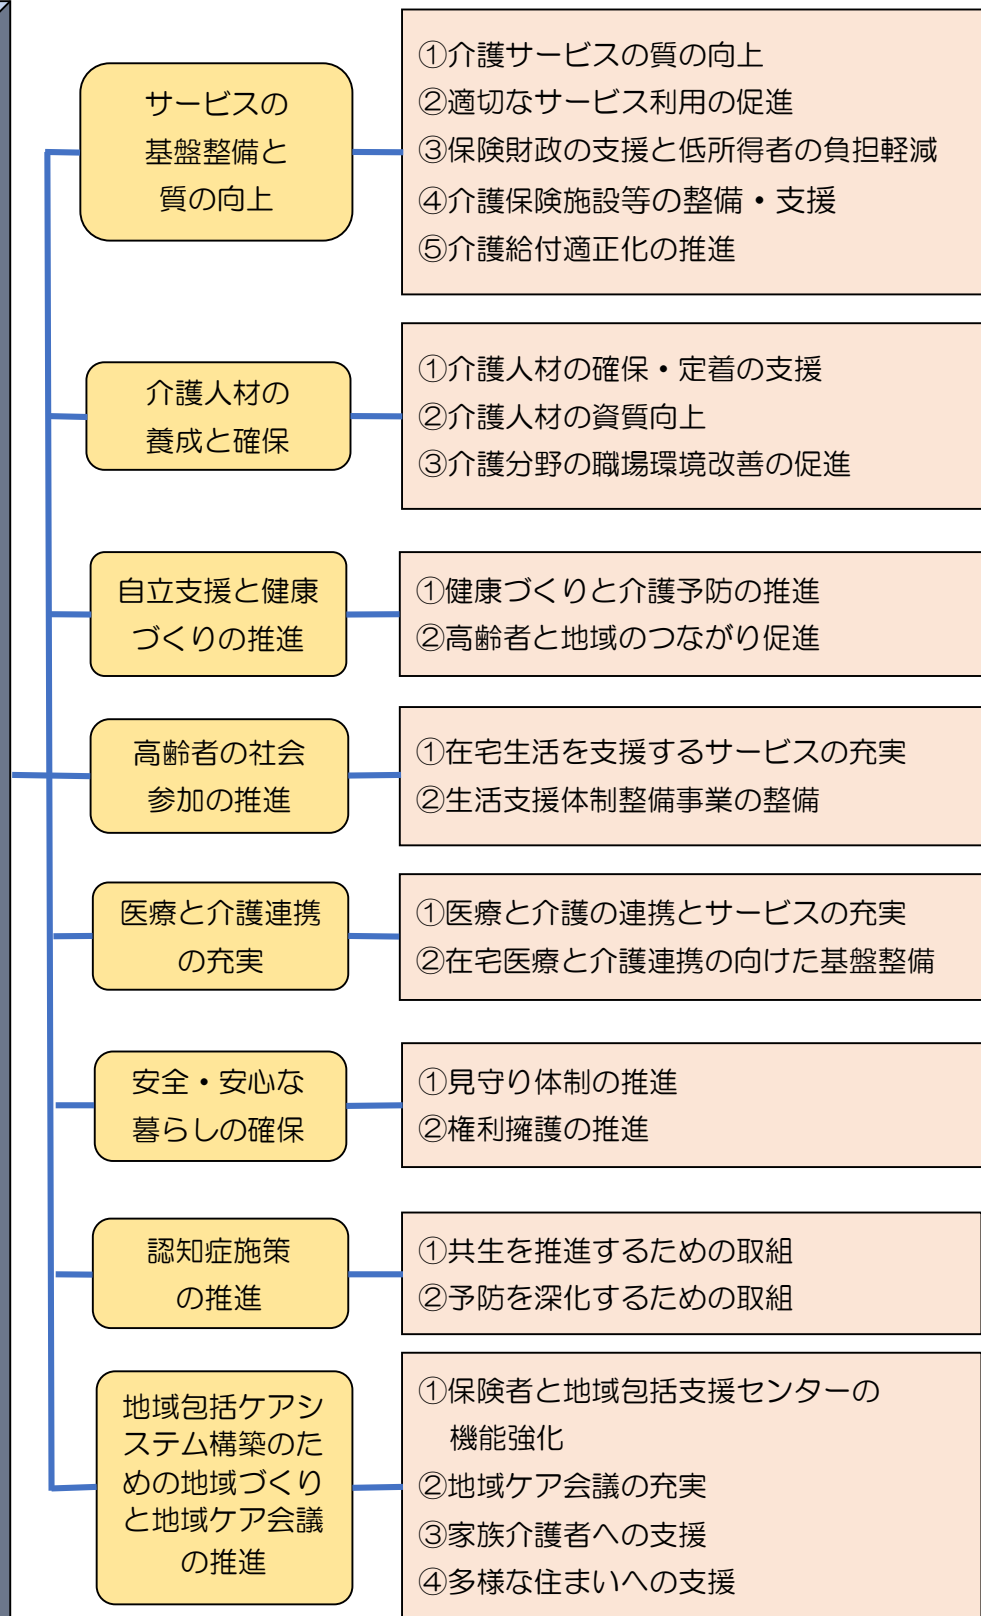 サービスの
基盤整備と
質の向上
①介護サービスの質の向上
②適切なサービス利用の促進
③保険財政の支援と低所得者の負担軽減
④介護保険施設等の整備・支援
⑤介護給付適正化の推進
介護人材の
養成と確保
①介護人材の確保・定着の支援
②介護人材の資質向上
③介護分野の職場環境改善の促進
自立支援と健康
づくりの推進
①健康づくりと介護予防の推進
②高齢者と地域のつながり促進
高齢者の社会
参加の推進
①在宅生活を支援するサービスの充実
②生活支援体制整備事業の整備
医療と介護連携
の充実
①医療と介護の連携とサービスの充実
②在宅医療と介護連携の向けた基盤整備
安全・安心な
暮らしの確保
①見守り体制の推進
②権利擁護の推進
認知症施策
の推進
①共生を推進するための取組
②予防を深化するための取組
地域包括ケアシ
ステム構築のた
めの地域づくり
と地域ケア会議
の推進
①保険者と地域包括支援センターの
機能強化
②地域ケア会議の充実
③家族介護者への支援
④多様な住まいへの支援